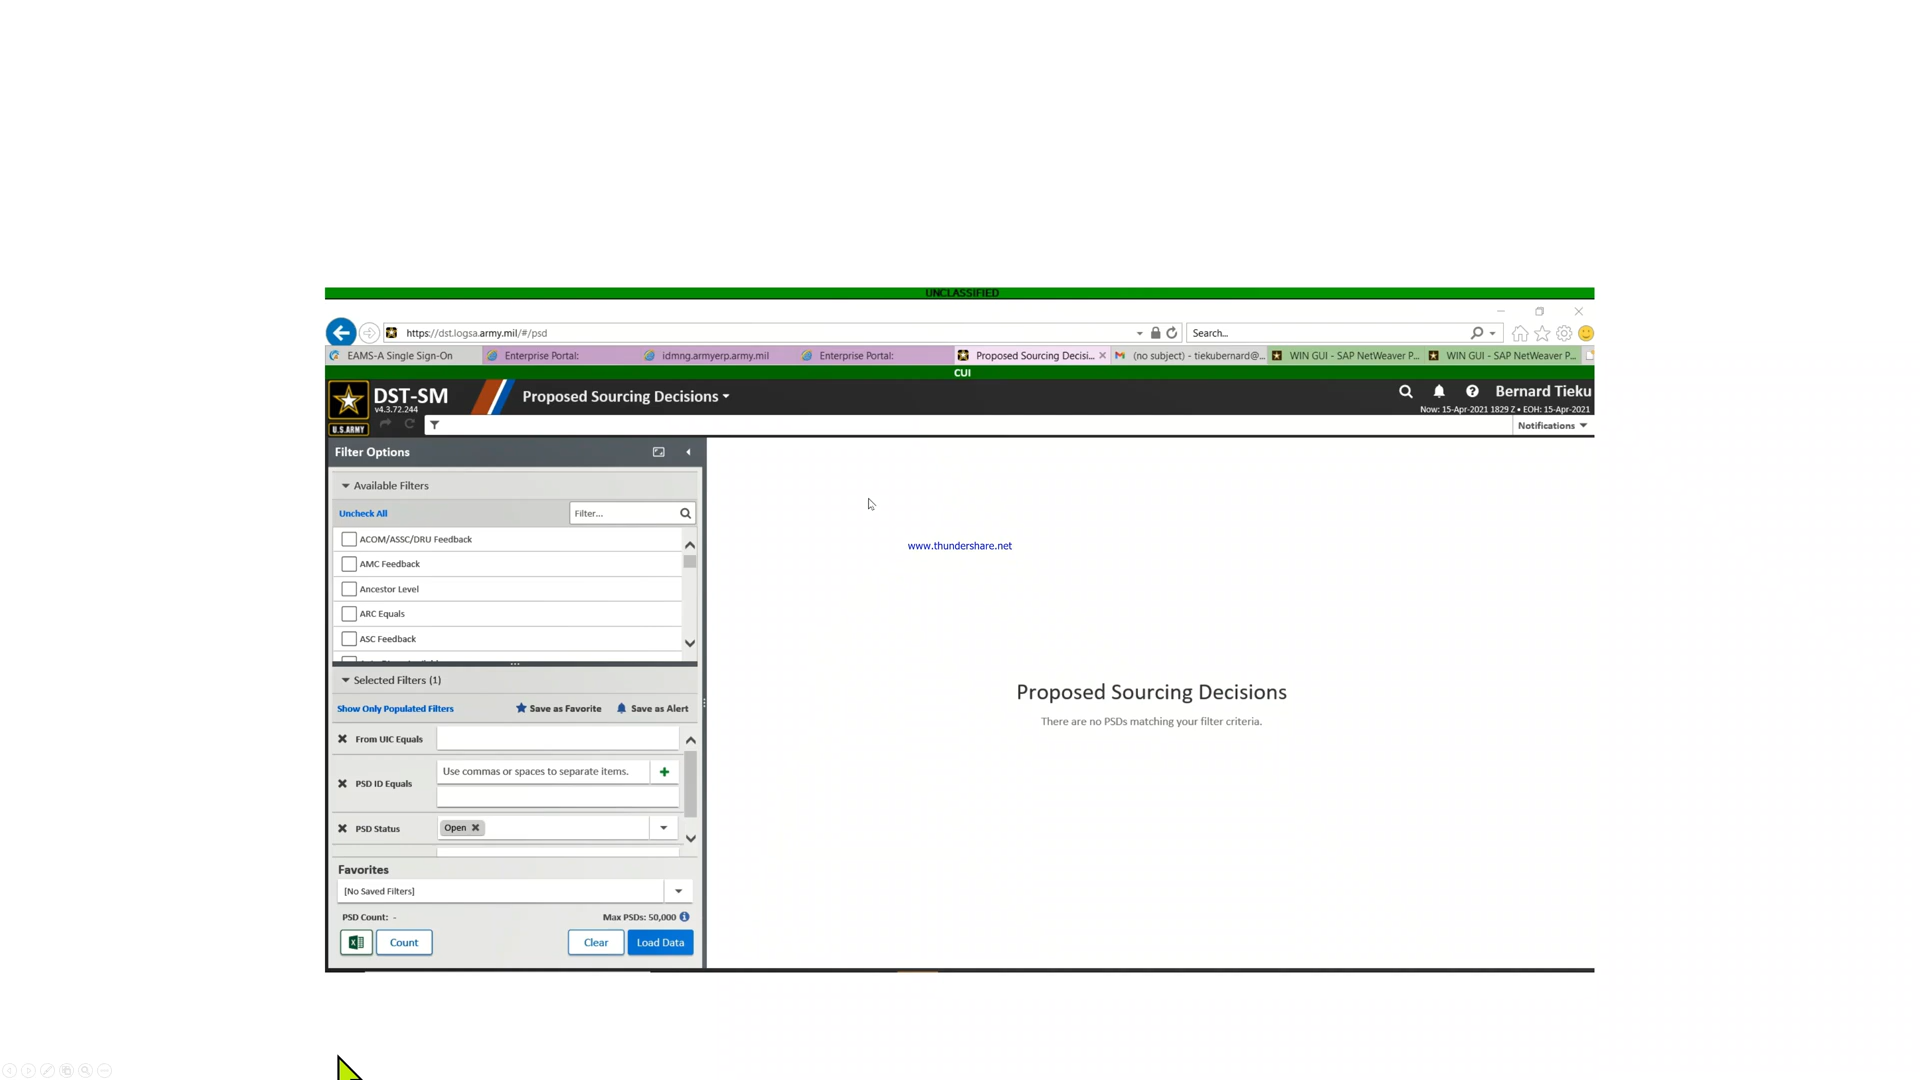 UNCLASSIFIED
https://dst.logsa.army.mil/#/psd
Search...
EAMS-A Single Sign-On
Enterprise Portal:
idmng.armyerp.army.mil
Enterprise Portal:
Proposed Sourcing Decisi...
(no subject) - tiekubernard@...
WIN GUI - SAP NetWeaver P...
WIN GUI - SAP NetWeaver P...
CUI
DST-SM
v4.3.72.244
U.S.ARMY
Proposed Sourcing Decisions
Bernard Tieku
Now: 15-Apr-2021 1829 Z • EOH: 15-Apr-2021
Notifications
Filter Options
Available Filters
Uncheck All
Filter...
ACOM/ASSC/DRU Feedback
AMC Feedback
Ancestor Level
ARC Equals
ASC Feedback
Selected Filters (1)
Show Only Populated Filters
Save as Favorite
Save as Alert
From UIC Equals
PSD ID Equals
Use commas or spaces to separate items.
PSD Status
Open
Favorites
[No Saved Filters]
PSD Count: -
Max PSDs: 50,000
Count
Clear
Load Data
www.thundershare.net
Proposed Sourcing Decisions
There are no PSDs matching your filter criteria.